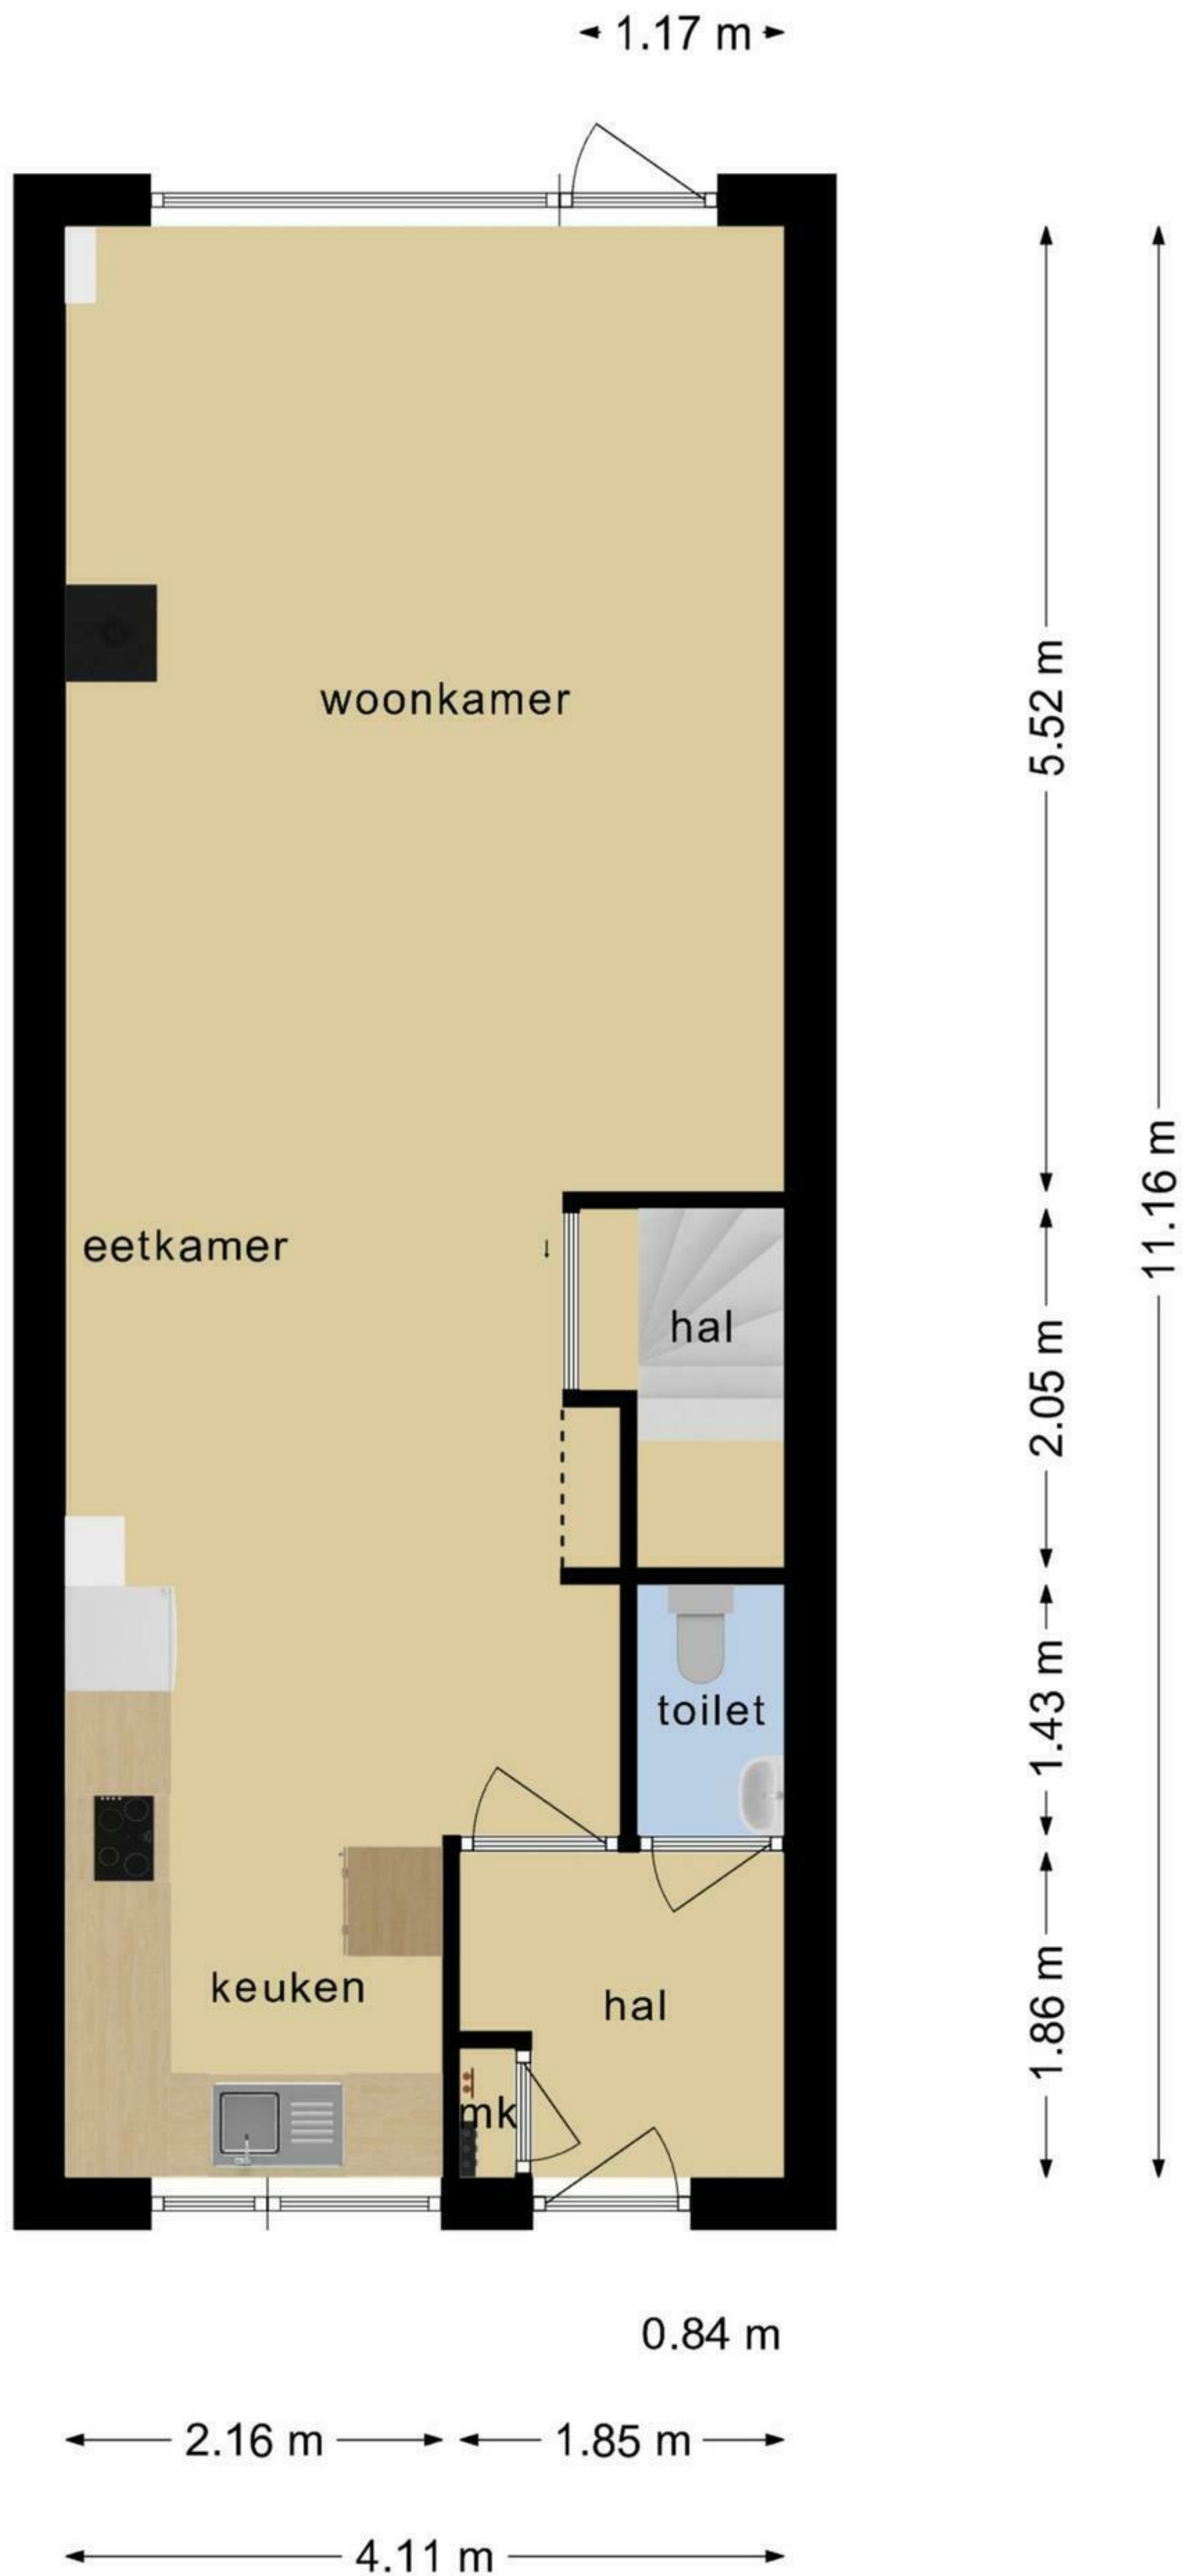 1.17 m
woonkamer
5.52 m
11.16 m
eetkamer
hal
2.05 m
toilet
1.43 m
keuken
hal
1.86 m
mk
0.84 m
2.16 m
1.85 m
4.11 m